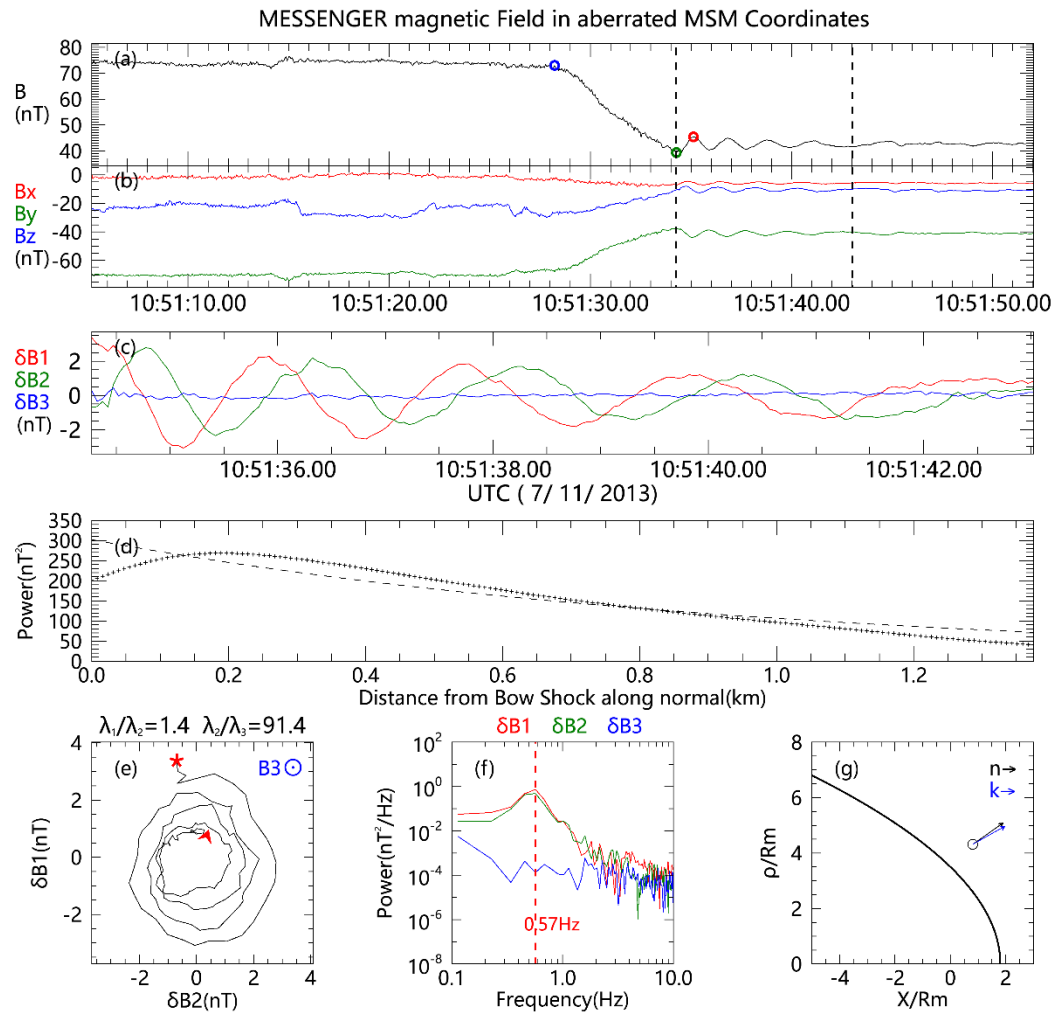 MESSENGER magnetic Field in aberrated MSM Coordinates
(a)
80
70
60
50
40
B
(nT)
(b)
0
-20
-40
-60
Bx
By
Bz
(nT)
10:51:10.00 10:51:20.00 10:51:30.00 10:51:40.00 10:51:50.00
(c)
2
0
-2
δB1
δB2
δB3
(nT)
10:51:36.00 10:51:38.00 10:51:40.00 10:51:42.00
UTC ( 7/ 11/ 2013)
(d)
350
300
250
200
150
100
50
0
Power(nT²)
0.0 0.2 0.4 0.6 0.8 1.0 1.2
Distance from Bow Shock along normal(km)
λ₁/λ₂=1.4 λ₂/λ₃=91.4
(e)
B3
4
2
0
-2
δB1(nT)
-2 0 2 4
δB2(nT)
δB1 δB2 δB3
(f)
10²
10⁰
10⁻²
10⁻⁴
10⁻⁶
10⁻⁸
Power(nT²/Hz)
0.57Hz
0.1 1.0 10.0
Frequency(Hz)
(g)
n→
k→
8
6
4
2
0
ρ/Rm
-4 -2 0 2
X/Rm